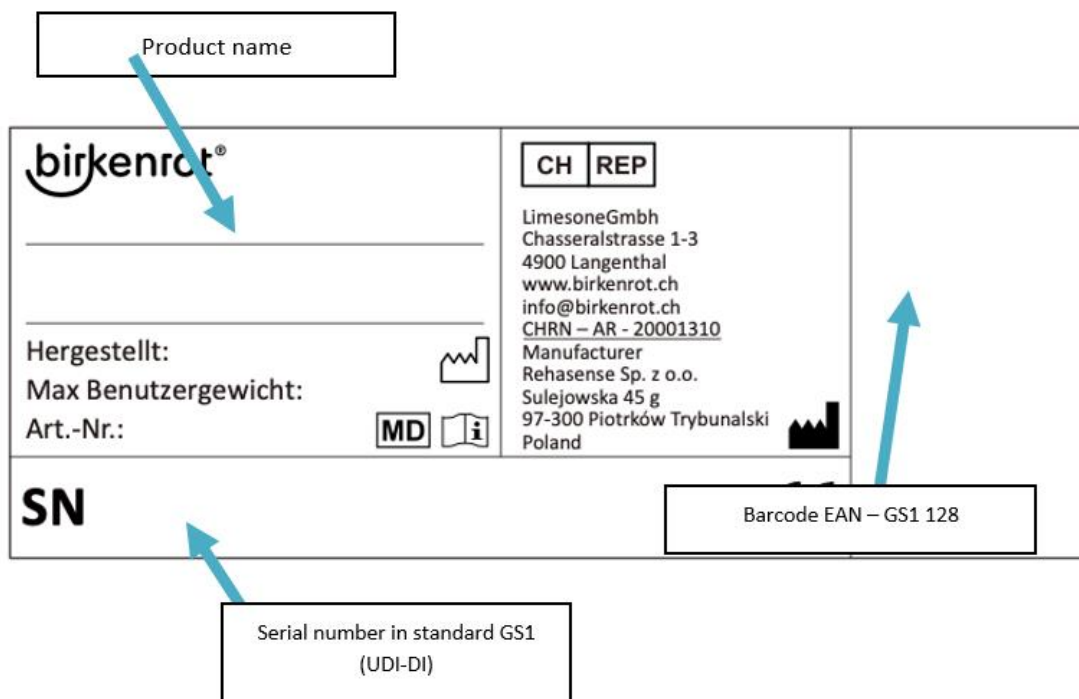 Product name
birkenrot®
Hergestellt:
Max Benutzergewicht:
Art.-Nr.:
MD
CH REP
LimesoneGmbh
Chasseralstrasse 1-3
4900 Langenthal
www.birkenrot.ch
info@birkenrot.ch
CHRN – AR - 20001310
Manufacturer
Rehasense Sp. z o.o.
Sulejowska 45 g
97-300 Piotrków Trybunalski
Poland
SN
Barcode EAN – GS1 128
Serial number in standard GS1
(UDI-DI)